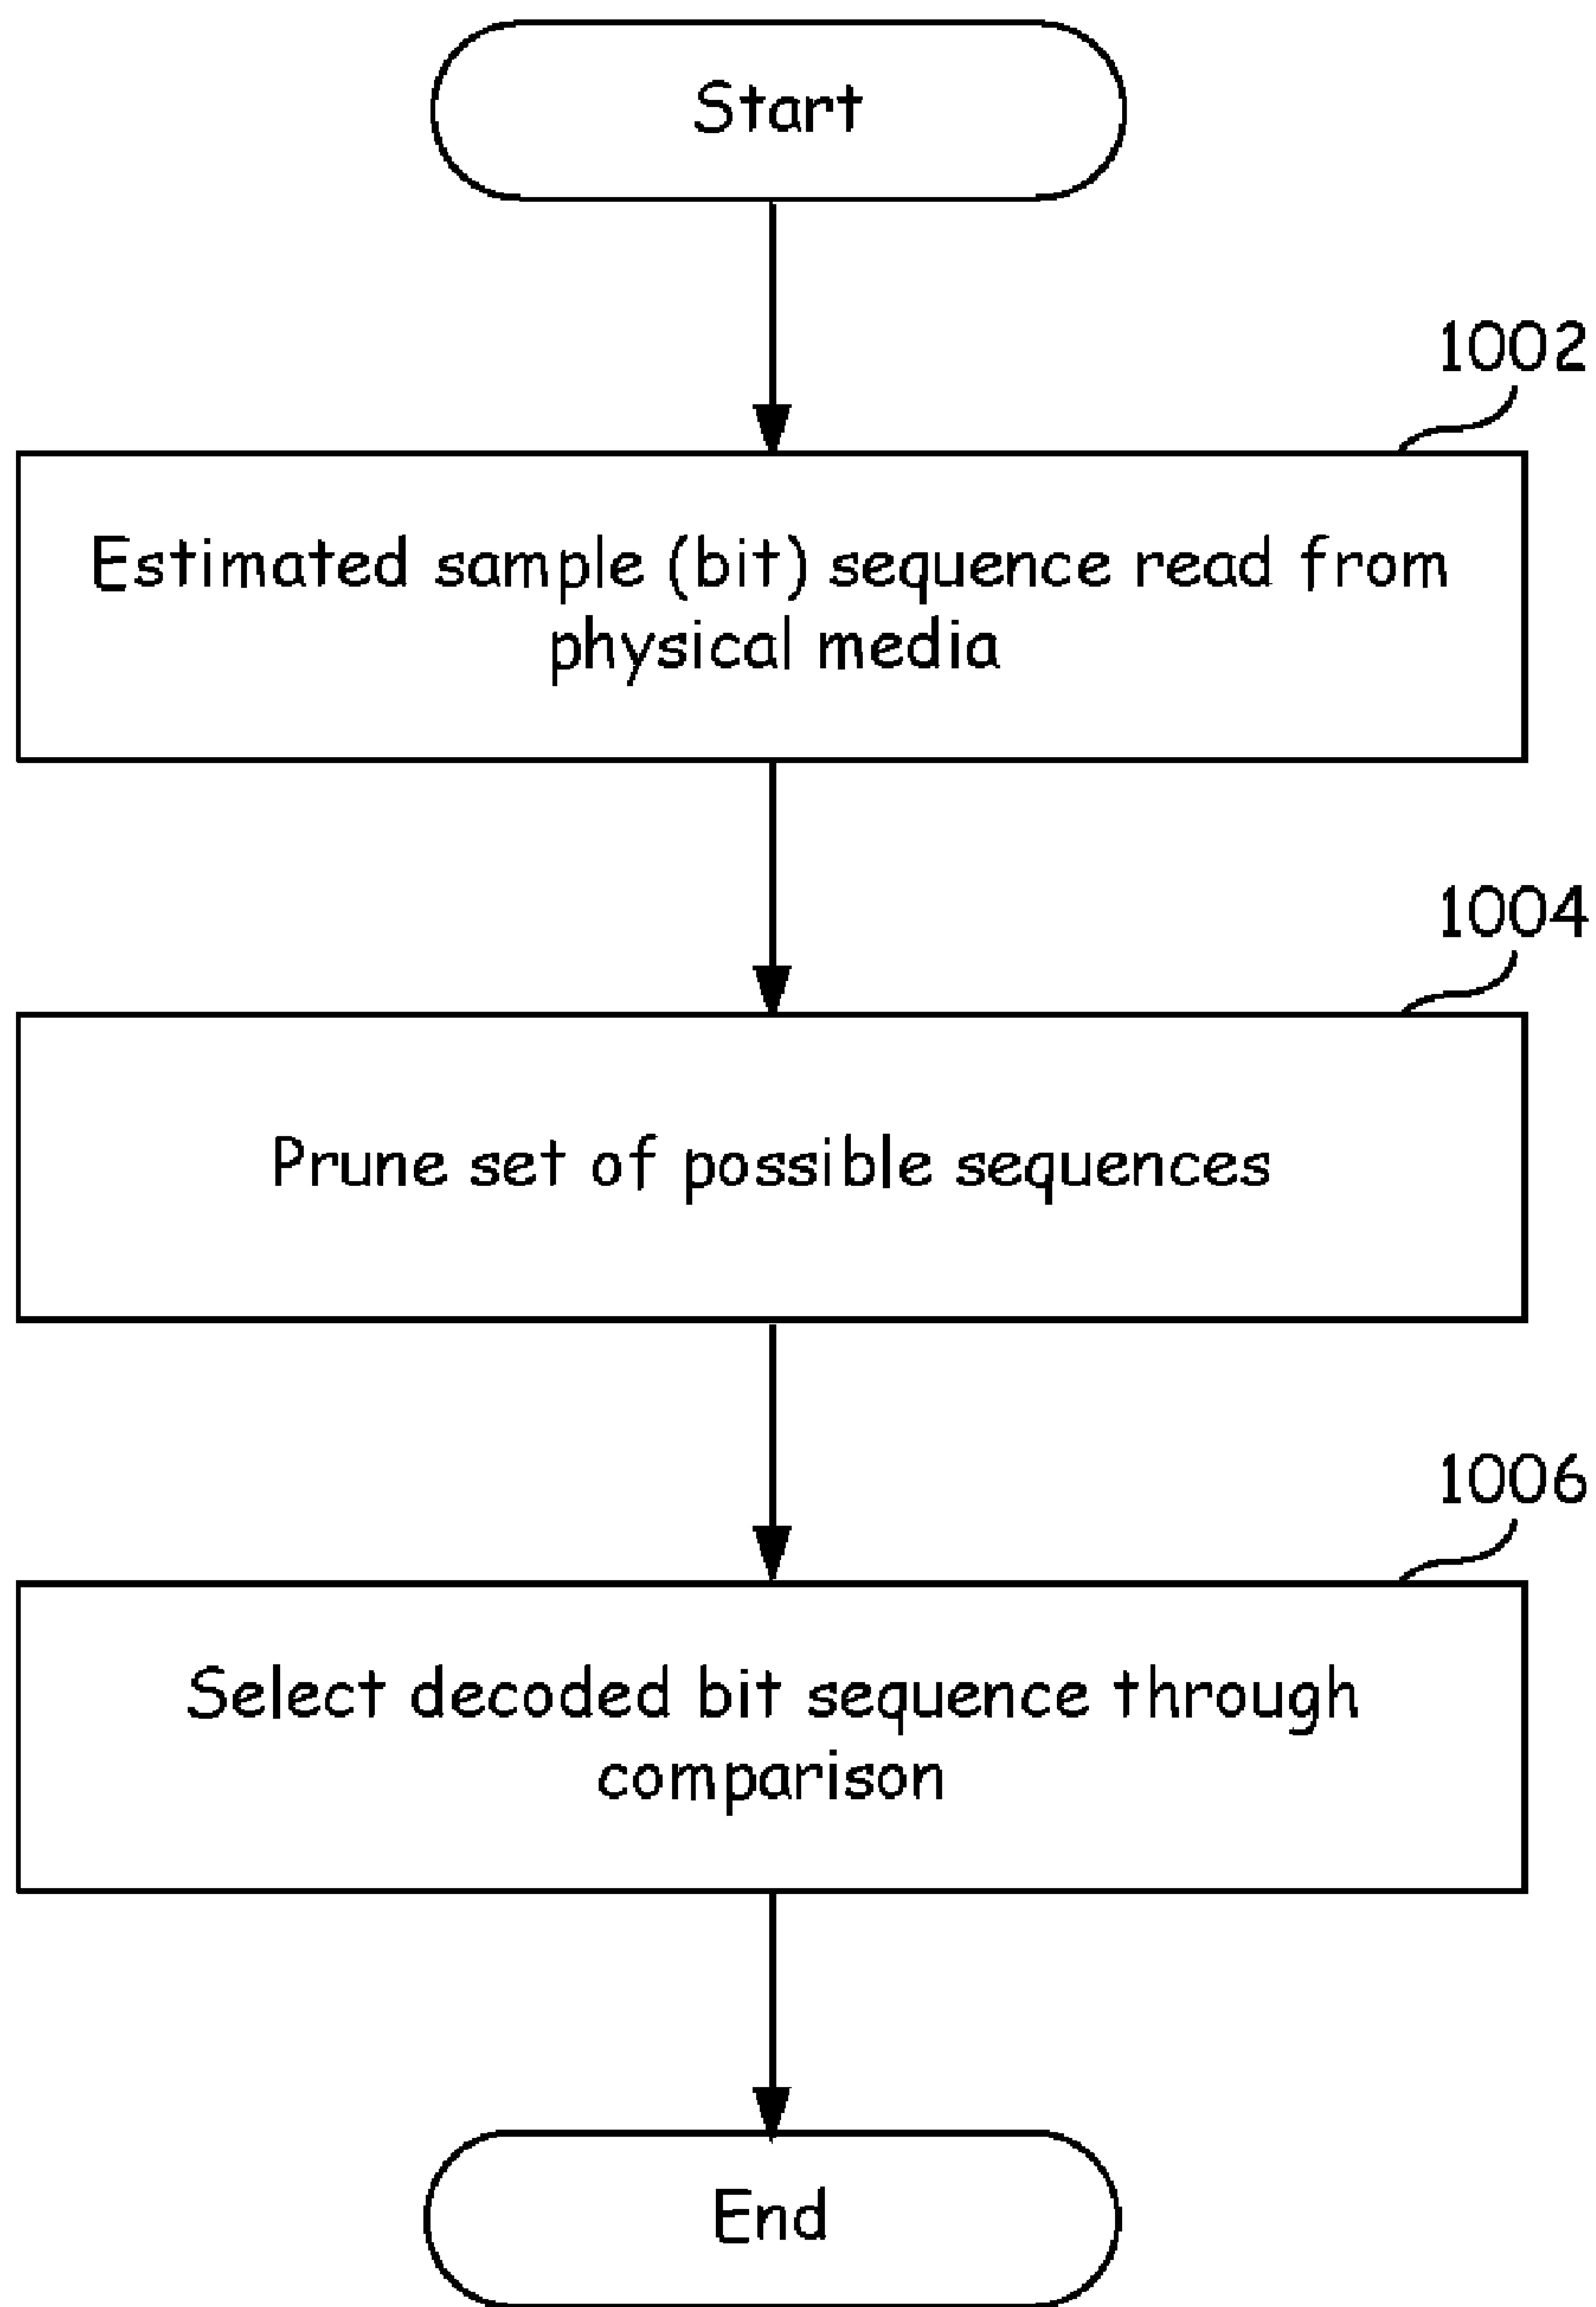 Start
1002
Estimated sample (bit) sequence read from
physical media
1004
Prune set of possible sequences
1006
Select decoded bit sequence through
comparison
End